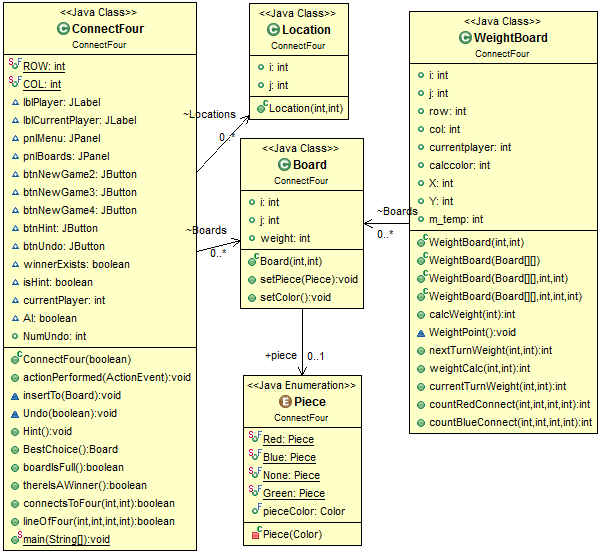 <<Java Class>>
ConnectFour
ConnectFour
ROW: int
COL: int
lblPlayer: JLabel
lblCurrentPlayer: JLabel
pnlMenu: JPanel
pnlBoards: JPanel
btnNewGame2: JButton
btnNewGame3: JButton
btnNewGame4: JButton
btnHint: JButton
btnUndo: JButton
winnerExists: boolean
isHint: boolean
currentPlayer: int
AI: boolean
NumUndo: int
ConnectFour(boolean)
actionPerformed(ActionEvent):void
insertTo(Board):void
Undo(boolean):void
Hint():void
BestChoice():Board
boardIsFull():boolean
thereIsAWinner():boolean
connectsToFour(int,int):boolean
lineOfFour(int,int,int,int):boolean
main(String[]):void
~Locations
0..*
~Boards
0..*
<<Java Class>>
Location
ConnectFour
i: int
j: int
Location(int,int)
<<Java Class>>
Board
ConnectFour
i: int
j: int
weight: int
Board(int,int)
setPiece(Piece):void
setColor():void
+piece
0..1
<<Java Enumeration>>
Piece
ConnectFour
Red: Piece
Blue: Piece
None: Piece
Green: Piece
pieceColor: Color
Piece(Color)
~Boards
0..*
<<Java Class>>
WeightBoard
ConnectFour
i: int
j: int
row: int
col: int
currentplayer: int
calccolor: int
X: int
Y: int
m_temp: int
WeightBoard(int,int)
WeightBoard(Board[][])
WeightBoard(Board[][],int,int)
WeightBoard(Board[][],int,int,int)
calcWeight(int):int
WeightPoint():void
nextTurnWeight(int,int):int
weightCalc(int,int):int
currentTurnWeight(int,int):int
countRedConnect(int,int,int,int):int
countBlueConnect(int,int,int,int):int